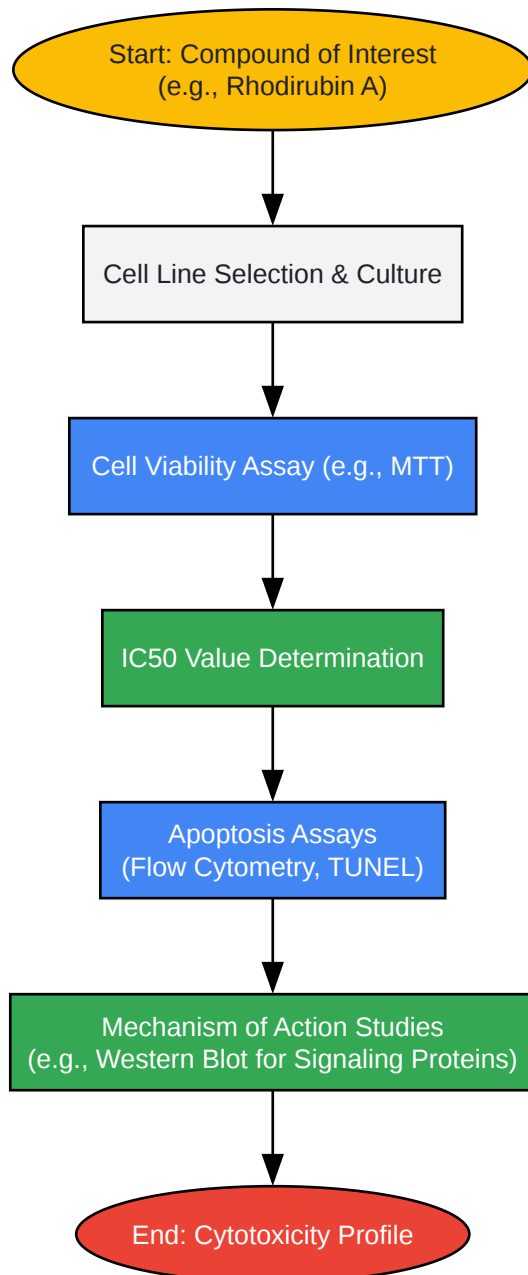 Start: Compound of Interest
(e.g., Rhodirubin A)
Cell Line Selection & Culture
Cell Viability Assay (e.g., MTT)
IC50 Value Determination
Apoptosis Assays
(Flow Cytometry, TUNEL)
Mechanism of Action Studies
(e.g., Western Blot for Signaling Proteins)
End: Cytotoxicity Profile